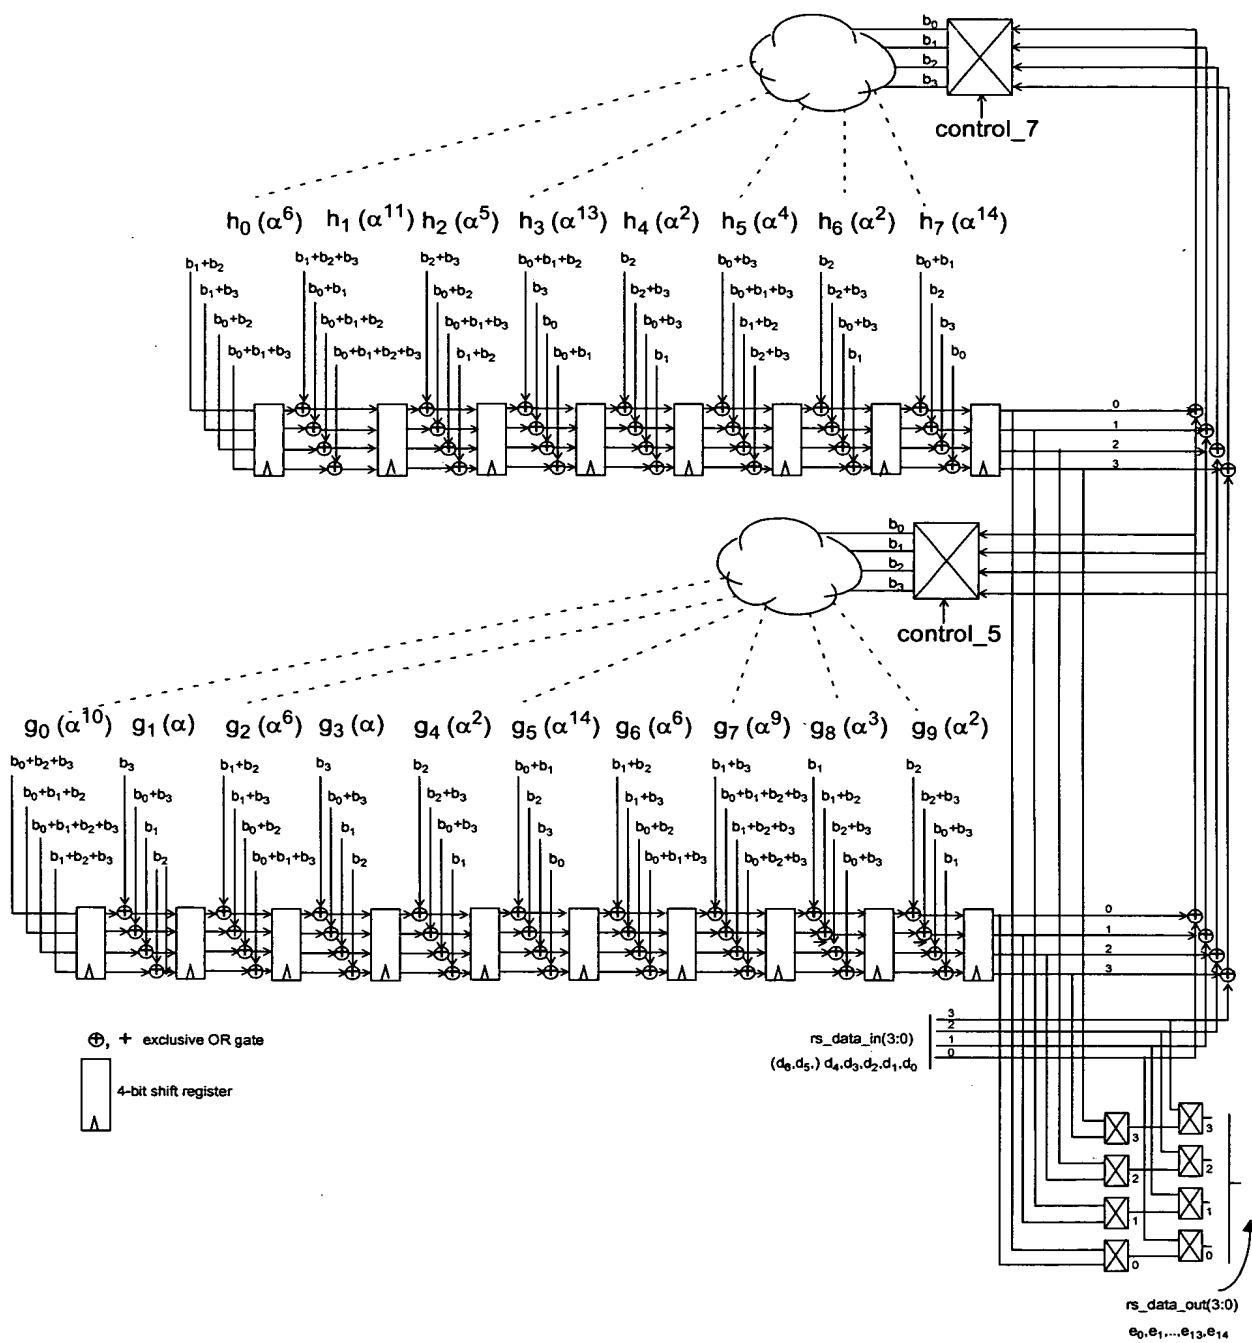 b₀
b₁
b₂
b₃
control_7
h₀ (α⁶) h₁ (α¹¹) h₂ (α⁵) h₃ (α¹³) h₄ (α²) h₅ (α⁴) h₆ (α²) h₇ (α¹⁴)
b₁+b₂ b₁+b₂+b₃ b₂+b₃ b₀+b₁+b₂ b₂ b₀+b₃ b₂ b₀+b₁
b₁+b₃ b₀+b₁ b₀+b₂ b₃ b₂+b₃ b₀+b₁+b₃ b₂+b₃ b₂
b₀+b₂ b₀+b₁+b₂ b₀+b₁+b₃ b₀ b₀+b₃ b₁+b₂ b₀+b₃ b₃
b₀+b₁+b₃ b₀+b₁+b₂+b₃ b₁+b₂ b₀+b₁ b₁ b₂+b₃ b₁ b₀
0
1
2
3
b₀
b₁
b₂
b₃
control_5
g₀ (α¹⁰) g₁ (α) g₂ (α⁶) g₃ (α) g₄ (α²) g₅ (α¹⁴) g₆ (α⁶) g₇ (α⁹) g₈ (α³) g₉ (α²)
b₀+b₂+b₃ b₃ b₁+b₂ b₃ b₂ b₀+b₁ b₁+b₂ b₁+b₃ b₁ b₂
b₀+b₁+b₂ b₀+b₃ b₁+b₃ b₀+b₃ b₂+b₃ b₂ b₁+b₃ b₀+b₁+b₂+b₃ b₁+b₂ b₂+b₃
b₀+b₁+b₂+b₃ b₁ b₀+b₂ b₁ b₀+b₃ b₃ b₀+b₂ b₁+b₂+b₃ b₂+b₃ b₀+b₃
b₁+b₂+b₃ b₂ b₀+b₁+b₃ b₂ b₁ b₀ b₀+b₁+b₃ b₀+b₂+b₃ b₀+b₃ b₁
0
1
2
3
⊕, + exclusive OR gate
4-bit shift register
rs_data_in(3:0)
(d₆,d₅,) d₄,d₃,d₂,d₁,d₀
3
2
1
0
3 3
2 2
1 1
0 0
rs_data_out(3:0)
e₀,e₁,...,e₁₃,e₁₄